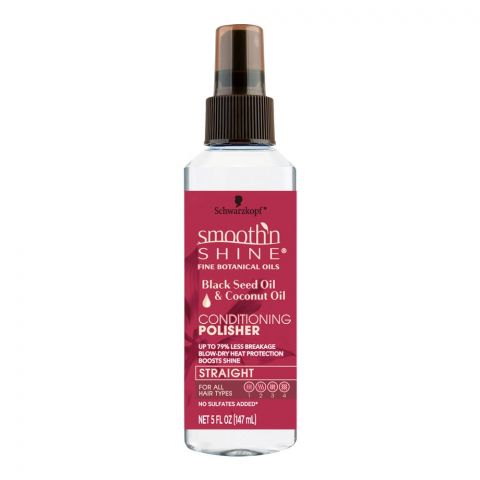 Schwarzkopf®
smooth'n
SHINE®
FINE BOTANICAL OILS
Black Seed Oil
& Coconut Oil
CONDITIONING
POLISHER
UP TO 79% LESS BREAKAGE
BLOW-DRY HEAT PROTECTION
BOOSTS SHINE
STRAIGHT
FOR ALL
HAIR TYPES
1 2 3 4
NO SULFATES ADDED*
NET 5 FL OZ (147 mL)